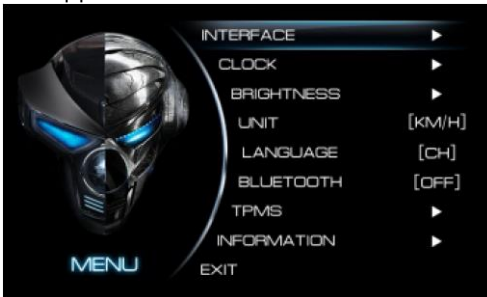 INTERFACE ▶
CLOCK ▶
BRIGHTNESS ▶
UNIT [KM/H]
LANGUAGE [CH]
BLUETOOTH [OFF]
TPMS ▶
INFORMATION ▶
EXIT
MENU